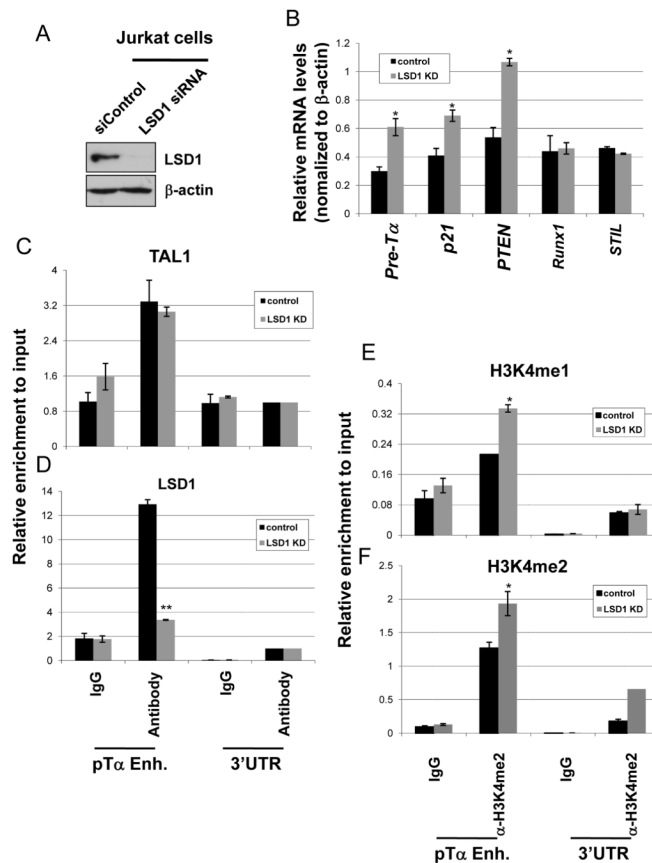 A
Jurkat cells
siControl
LSD1 siRNA
LSD1
β-actin
B
Relative mRNA levels
(nomalized to β-actin)
1.2
1
0.8
0.6
0.4
0.2
0
control
LSD1 KD
*
*
*
Pre-Tα
p21
PTEN
Runx1
STIL
C
TAL1
Relative enrichment to input
4
3.2
2.4
1.6
0.8
0
control
LSD1 KD
D
LSD1
14
12
10
8
6
4
2
0
control
LSD1 KD
**
IgG
Antibody
IgG
Antibody
pTα Enh.
3'UTR
E
H3K4me1
Relative enrichment to input
0.4
0.32
0.24
0.16
0.08
0
control
LSD1 KD
*
F
H3K4me2
2.5
2
1.5
1
0.5
0
control
LSD1 KD
*
IgG
α-H3K4me2
IgG
α-H3K4me2
pTα Enh.
3'UTR